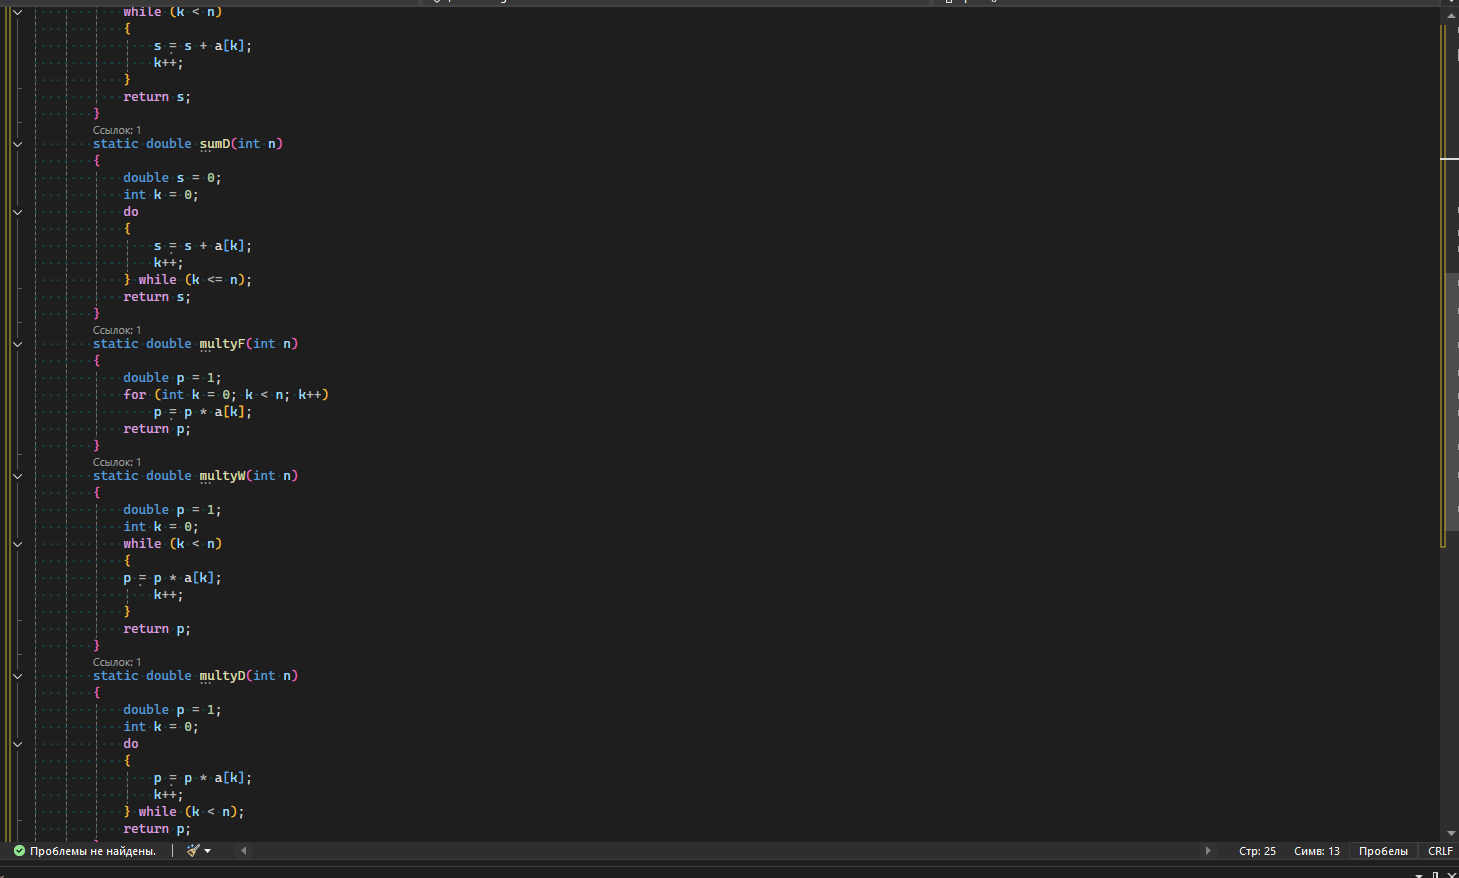 while (k < n)
{
s = s + a[k];
k++;
}
return s;
}
Ссылок: 1
static double sumD(int n)
{
double s = 0;
int k = 0;
do
{
s = s + a[k];
k++;
} while (k <= n);
return s;
}
Ссылок: 1
static double multyF(int n)
{
double p = 1;
for (int k = 0; k < n; k++)
p = p * a[k];
return p;
}
Ссылок: 1
static double multyW(int n)
{
double p = 1;
int k = 0;
while (k < n)
{
p = p * a[k];
k++;
}
return p;
}
Ссылок: 1
static double multyD(int n)
{
double p = 1;
int k = 0;
do
{
p = p * a[k];
k++;
} while (k < n);
return p;
Проблемы не найдены.
Стр: 25 Симв: 13 Пробелы CRLF